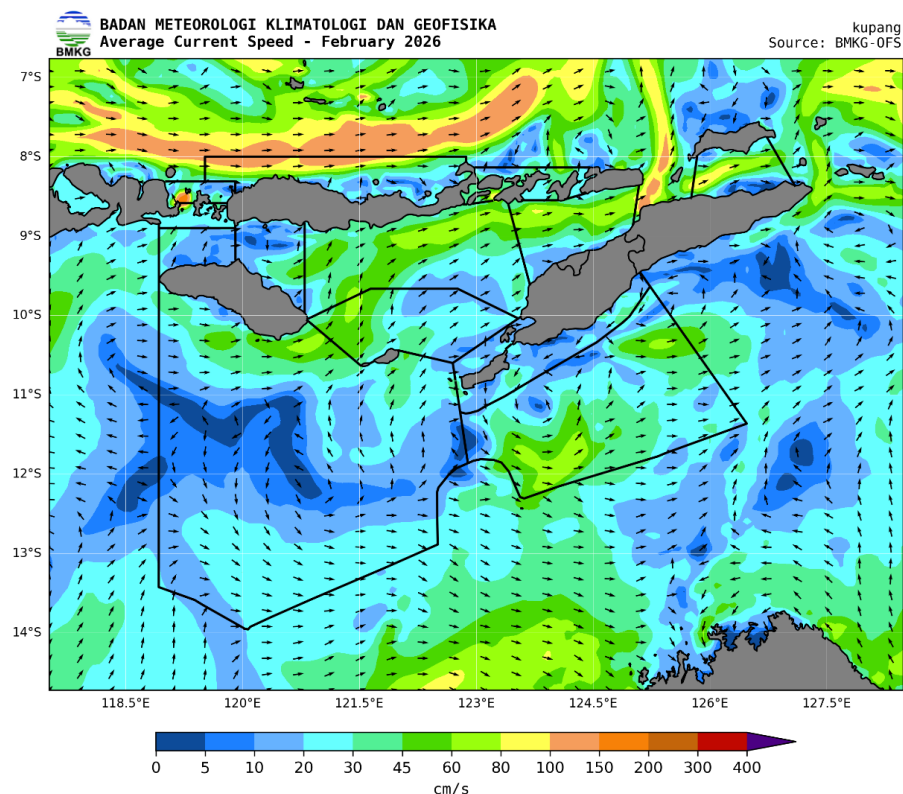 BADAN METEOROLOGI KLIMATOLOGI DAN GEOFISIKA
Average Current Speed - February 2026
BMKG
kupang
Source: BMKG-OFS
7°S
8°S
9°S
10°S
11°S
12°S
13°S
14°S
118.5°E 120°E 121.5°E 123°E 124.5°E 126°E 127.5°E
0 5 10 20 30 45 60 80 100 150 200 300 400
cm/s